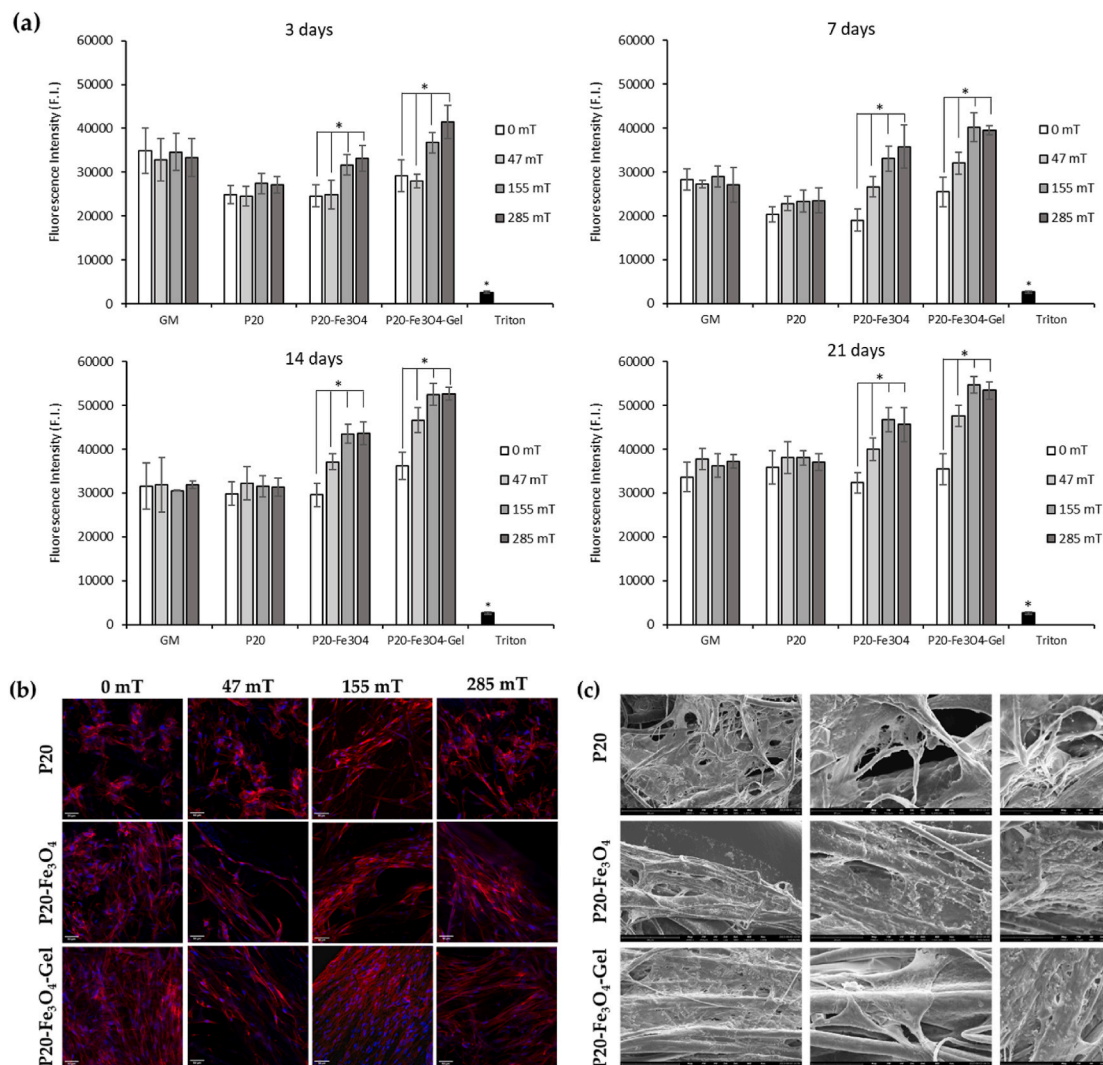 (a)
3 days
Fluorescence Intensity (F.I.)
60000
50000
40000
30000
20000
10000
0
*
*
*
0 mT
47 mT
155 mT
285 mT
GM P20 P20-Fe3O4 P20-Fe3O4-Gel Triton
7 days
Fluorescence Intensity (F.I.)
60000
50000
40000
30000
20000
10000
0
*
*
*
0 mT
47 mT
155 mT
285 mT
GM P20 P20-Fe3O4 P20-Fe3O4-Gel Triton
14 days
Fluorescence Intensity (F.I.)
60000
50000
40000
30000
20000
10000
0
*
*
*
0 mT
47 mT
155 mT
285 mT
GM P20 P20-Fe3O4 P20-Fe3O4-Gel Triton
21 days
Fluorescence Intensity (F.I.)
60000
50000
40000
30000
20000
10000
0
*
*
*
0 mT
47 mT
155 mT
285 mT
GM P20 P20-Fe3O4 P20-Fe3O4-Gel Triton
(b)
0 mT 47 mT 155 mT 285 mT
P20
P20-Fe₃O₄
P20-Fe₃O₄-Gel
(c)
P20
P20-Fe₃O₄
P20-Fe₃O₄-Gel